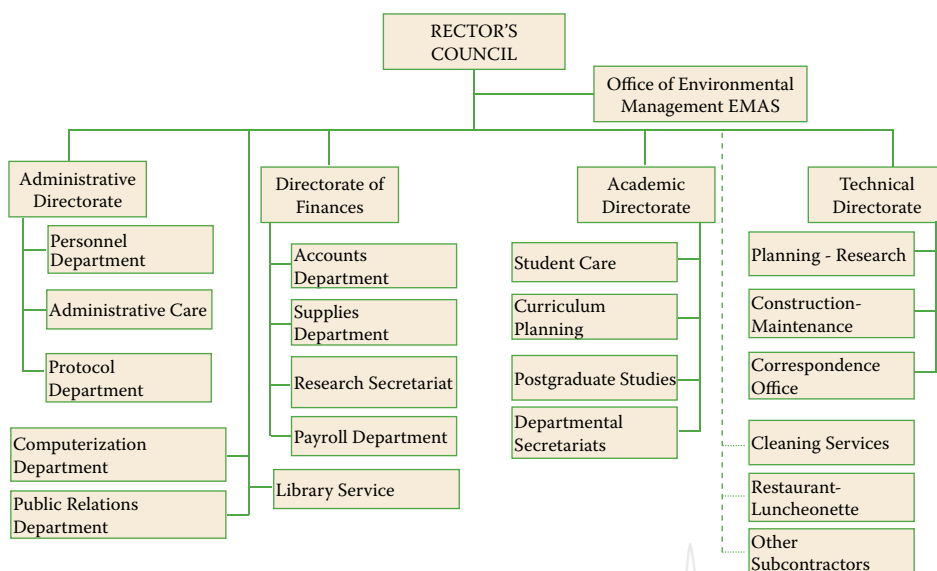 RECTOR'S
COUNCIL
Office of Environmental
Management EMAS
Administrative
Directorate
Personnel
Department
Administrative Care
Protocol
Department
Computerization
Department
Public Relations
Department
Directorate of
Finances
Accounts
Department
Supplies
Department
Research Secretariat
Payroll Department
Library Service
Academic
Directorate
Student Care
Curriculum
Planning
Postgraduate Studies
Departmental
Secretariats
Technical
Directorate
Planning - Research
Construction-
Maintenance
Correspondence
Office
Cleaning Services
Restaurant-
Luncheonette
Other
Subcontractors